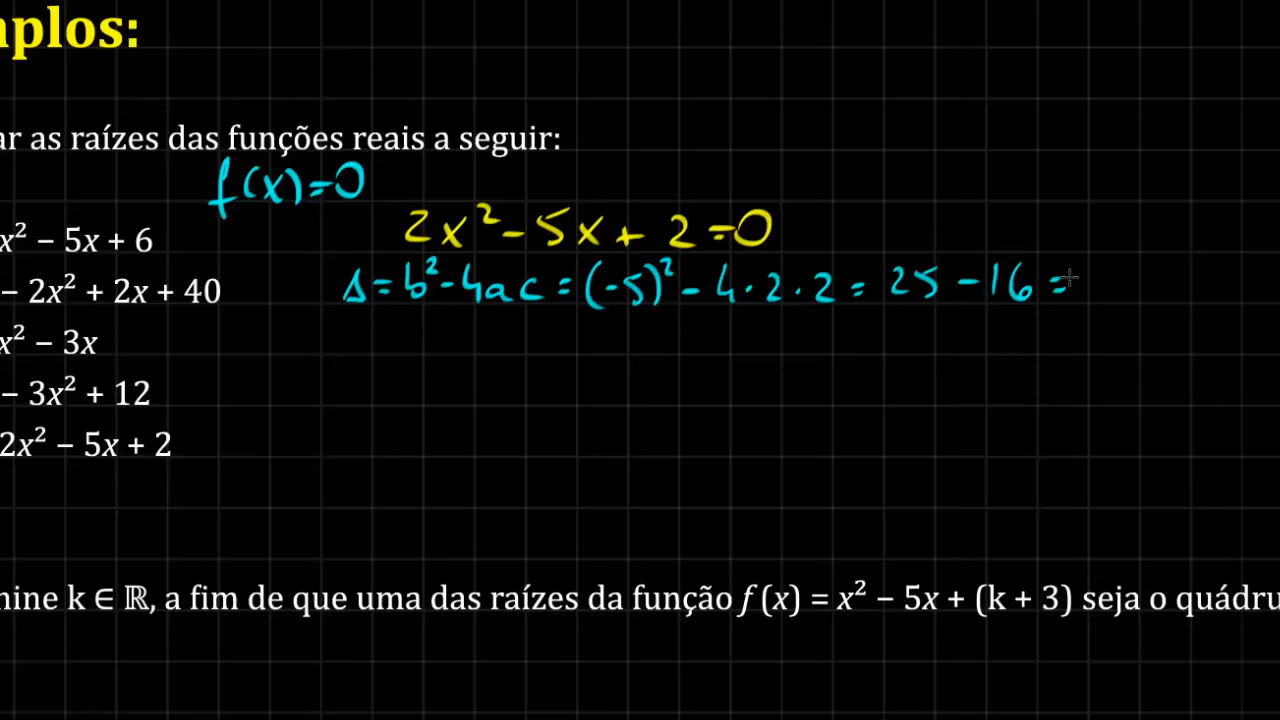 mplos:
ar as raízes das funções reais a seguir:
f(x)=0
2x² - 5x + 2 = 0
x² − 5x + 6
Δ = b² - 4ac = (-5)² - 4·2·2 = 25 - 16 =
− 2x² + 2x + 40
x² − 3x
− 3x² + 12
2x² − 5x + 2
nine k ∈ ℝ, a fim de que uma das raízes da função f (x) = x² − 5x + (k + 3) seja o quádru